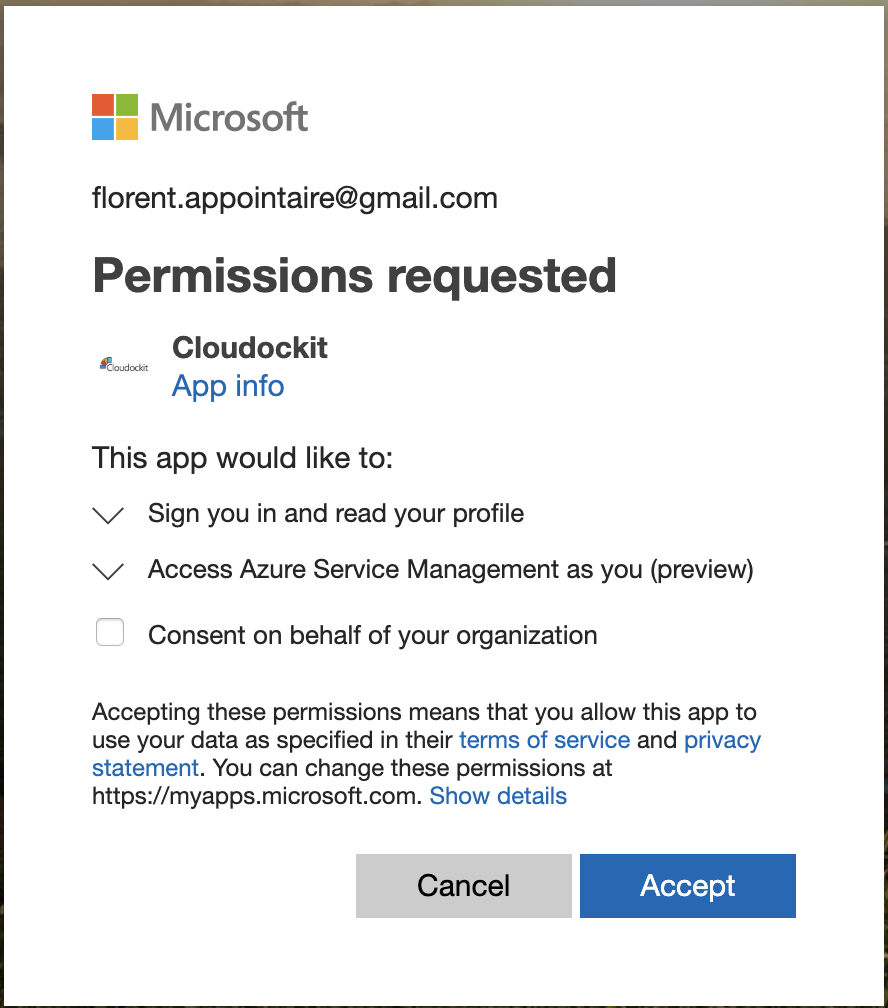 Microsoft
florent.appointaire@gmail.com
Permissions requested
Cloudockit
Cloudockit
App info
This app would like to:
Sign you in and read your profile
Access Azure Service Management as you (preview)
Consent on behalf of your organization
Accepting these permissions means that you allow this app to
use your data as specified in their terms of service and privacy
statement. You can change these permissions at
https://myapps.microsoft.com. Show details
Cancel
Accept